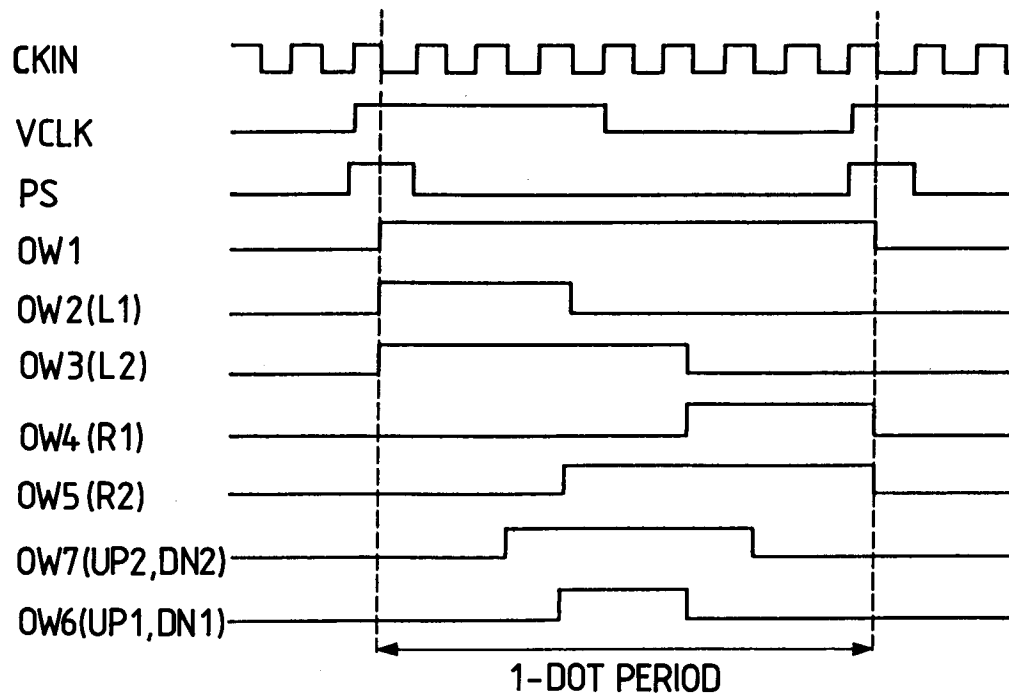 CKIN
VCLK
PS
OW1
OW2(L1)
OW3(L2)
OW4(R1)
OW5(R2)
OW7(UP2,DN2)
OW6(UP1,DN1)
1-DOT PERIOD